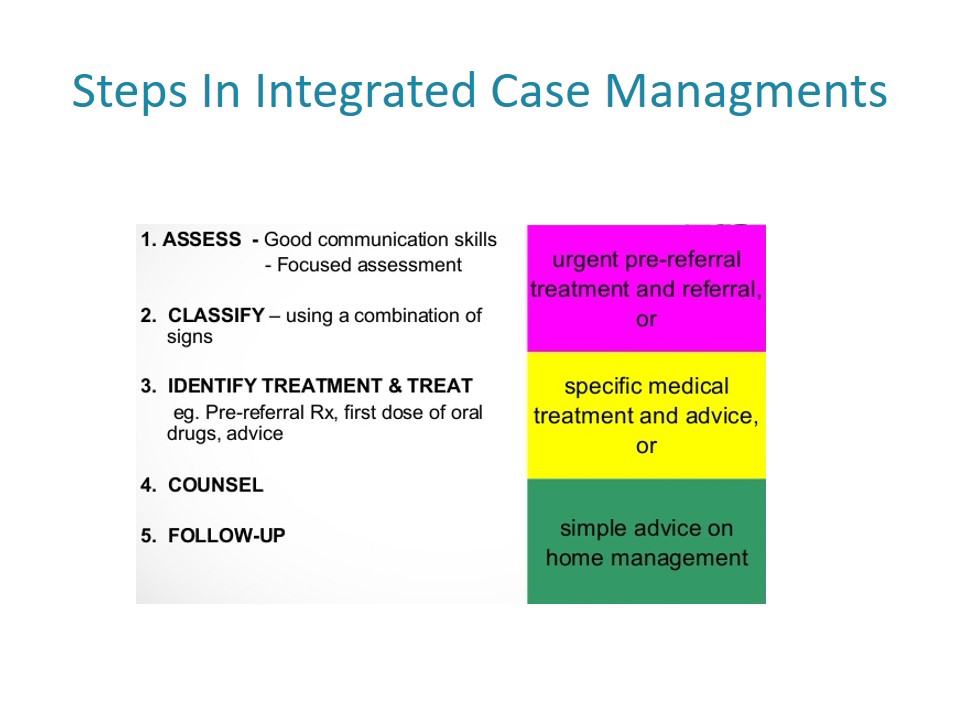 Steps In Integrated Case Managments
1. ASSESS - Good communication skills
- Focused assessment
2. CLASSIFY – using a combination of
signs
3. IDENTIFY TREATMENT & TREAT
eg. Pre-referral Rx, first dose of oral
drugs, advice
4. COUNSEL
5. FOLLOW-UP
urgent pre-referral
treatment and referral,
or
specific medical
treatment and advice,
or
simple advice on
home management